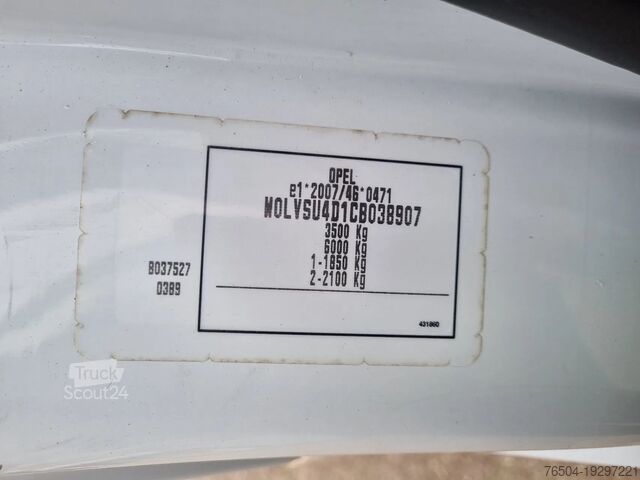 OPEL
e1*2007/46*0471
W0LVSU4D1CB038907
3500 Kg
6000 Kg
1-1850 Kg
2-2100 Kg
B037527
0389
431860
Truck
Scout24
76504-19297221